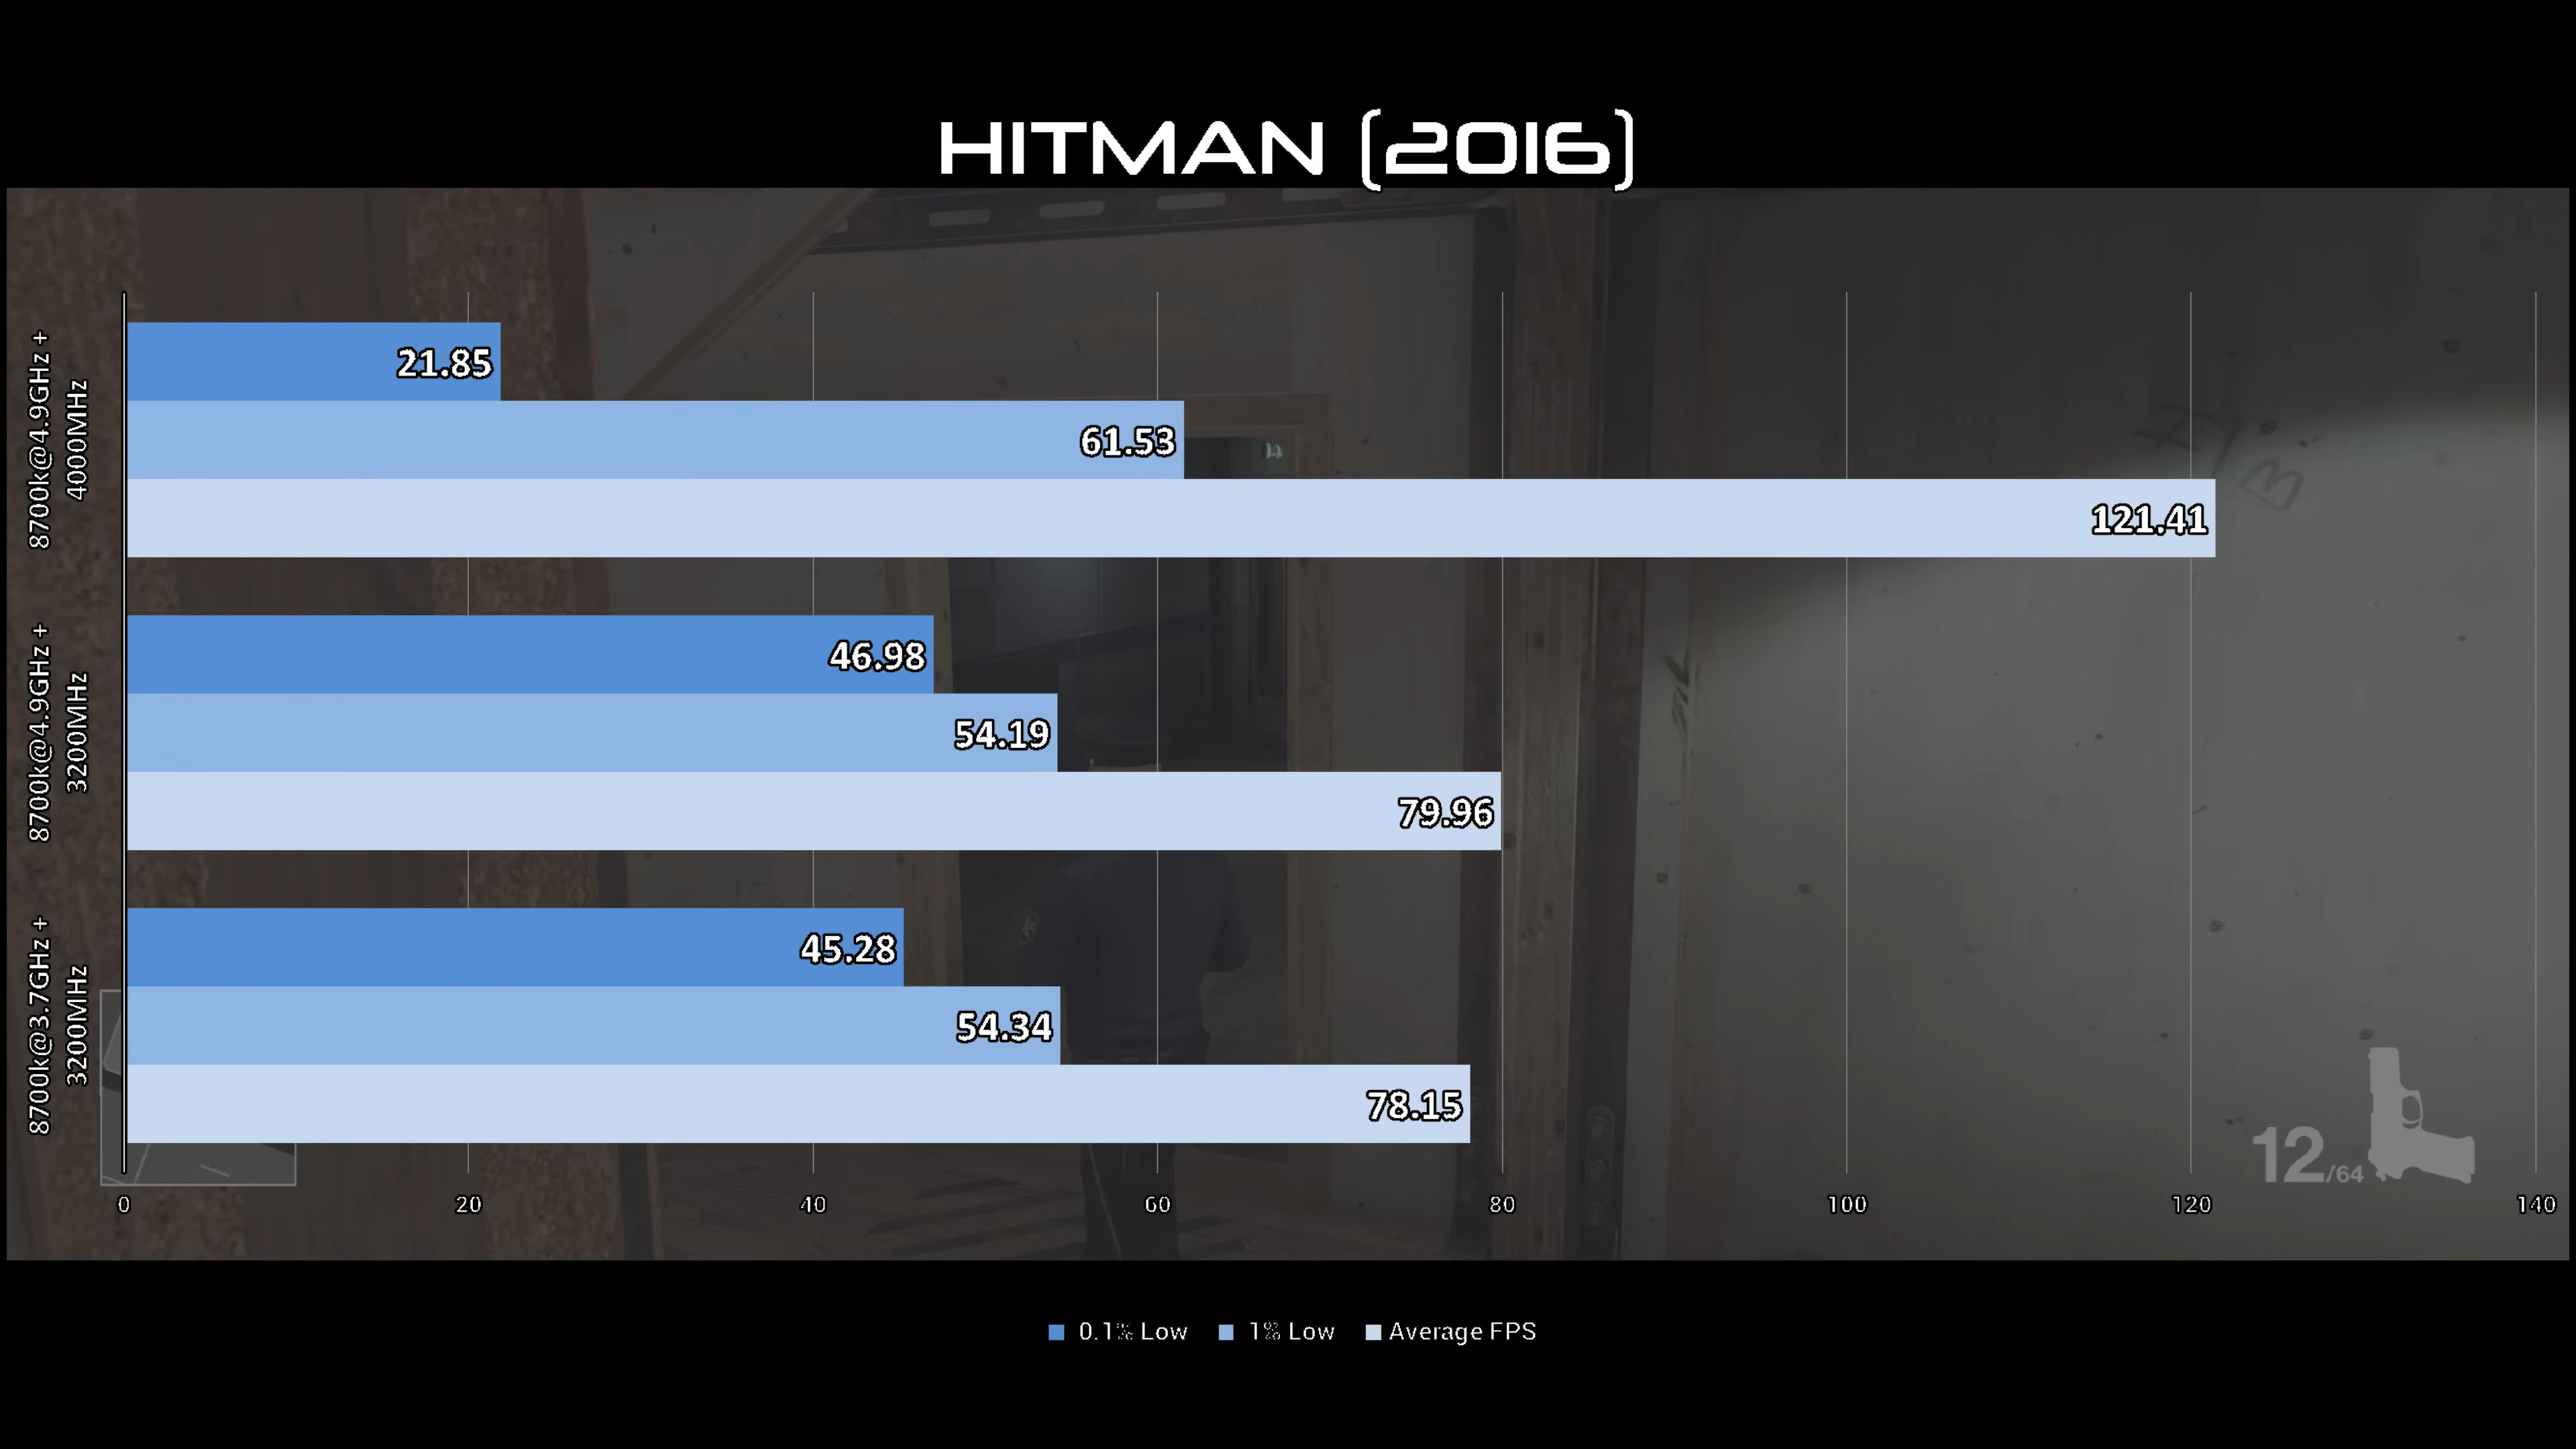 HITMAN (2016)
8700k@4.9GHz +
4000MHz
21.85
61.53
121.41
8700k@4.9GHz +
3200MHz
46.98
54.19
79.96
8700k@3.7GHz +
3200MHz
45.28
54.34
78.15
12/64
0 20 40 60 80 100 120 140
0.1% Low 1% Low Average FPS